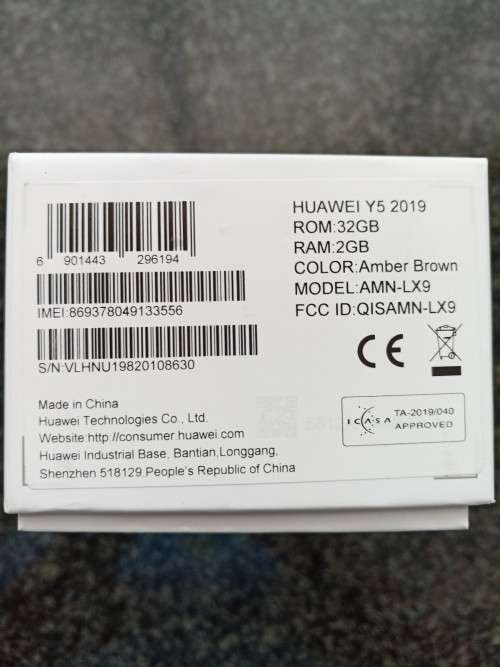 6 901443 296194
IMEI:869378049133556
S/N:VLHNU19820108630
HUAWEI Y5 2019
ROM:32GB
RAM:2GB
COLOR:Amber Brown
MODEL:AMN-LX9
FCC ID:QISAMN-LX9
CE
Made in China
Huawei Technologies Co., Ltd.
Website http://consumer.huawei.com
Huawei Industrial Base, Bantian,Longgang,
Shenzhen 518129,People's Republic of China
ICASA
TA-2019/040
APPROVED